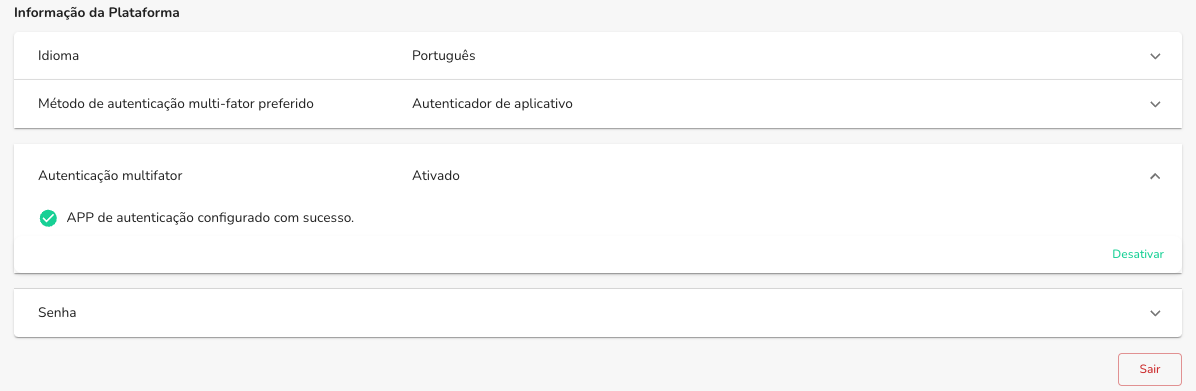 Informação da Plataforma
Idioma Português
Método de autenticação multi-fator preferido Autenticador de aplicativo
Autenticação multifator Ativado
APP de autenticação configurado com sucesso.
Desativar
Senha
Sair